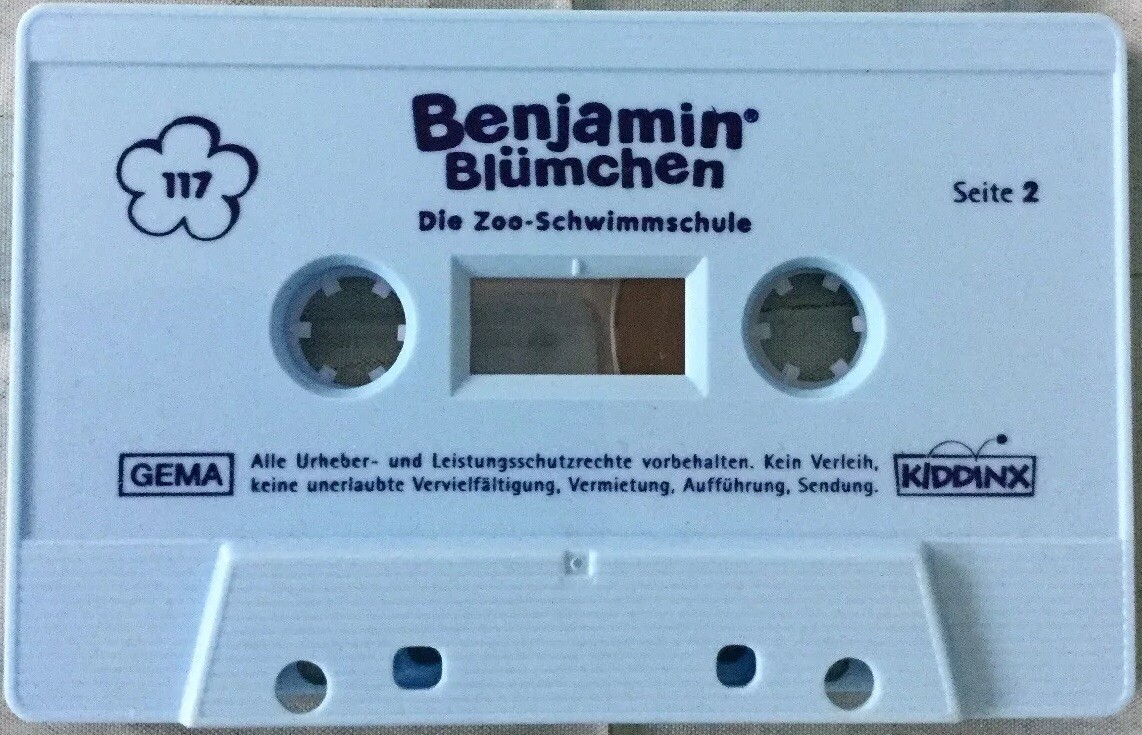 117
Benjamin®
Blümchen
Die Zoo-Schwimmschule
Seite 2
GEMA
Alle Urheber- und Leistungsschutzrechte vorbehalten. Kein Verleih,
keine unerlaubte Vervielfältigung, Vermietung, Aufführung, Sendung.
KIDDINX